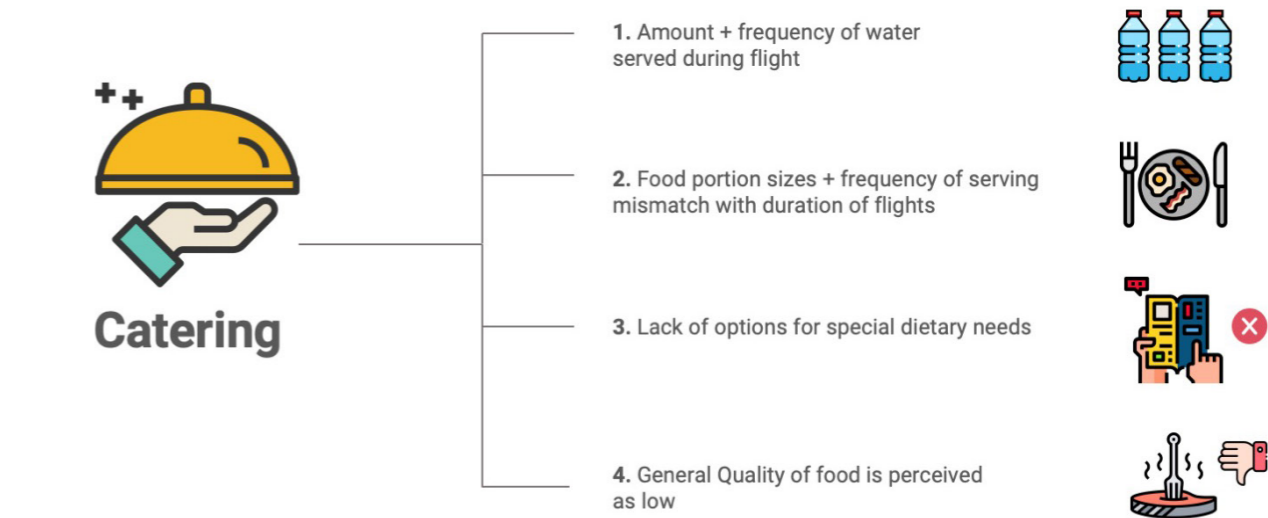 1. Amount + frequency of water
served during flight
2. Food portion sizes + frequency of serving
mismatch with duration of flights
Catering
3. Lack of options for special dietary needs
4. General Quality of food is perceived
as low